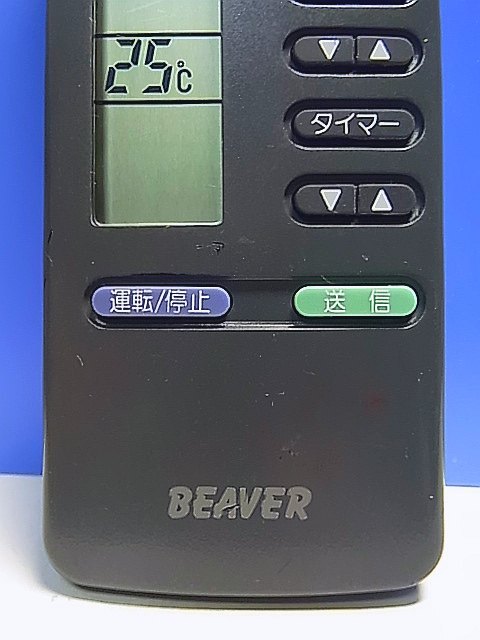 25℃
▼ ▲
タイマー
▼ ▲
運転/停止
送信
BEAVER